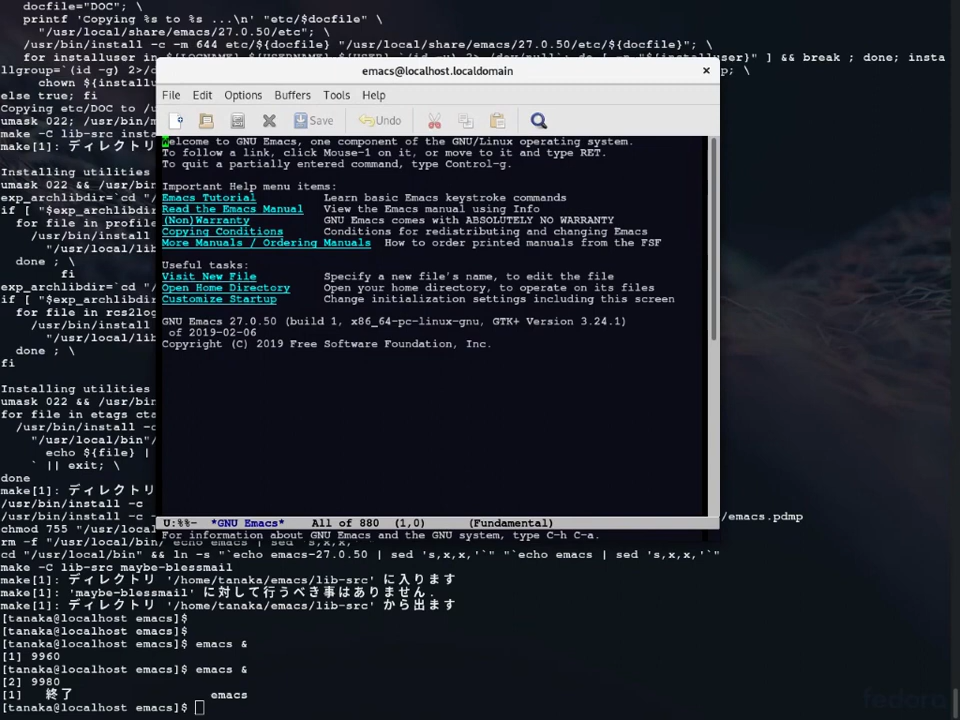 docfile="DOC"; \
printf 'Copying %s to %s ...\n' "etc/$docfile" \
"/usr/local/share/emacs/27.0.50/etc"; \
/usr/bin/install -c -m 644 etc/${docfile} "/usr/local/share/emacs/27.0.50/etc/${docfile}"; \
for installuser in
" ] && break ; done; insta
llgroup=`(id -g) 2>/
chown ${install
else true; fi
Copying etc/DOC to /
umask 022; /usr/bin/
make -C lib-src inst
make[1]: ディレクトリ
Installing utilities
umask 022 && /usr/bin
exp_archlibdir=`cd "/
if [ "$exp_archlibdi
for file in profile
/usr/bin/install
"/usr/local/lib
done ; \
fi
exp_archlibdir=`cd "/
if [ "$exp_archlibdi
for file in rcs2log
/usr/bin/install
"/usr/local/lib
done ; \
fi
Installing utilities
umask 022 && /usr/bin
for file in etags cta
/usr/bin/install -c
"/usr/local/bin"/
echo ${file} |
` || exit; \
done
make[1]: ディレクトリ
/usr/bin/install -c
/usr/bin/install -c - /emacs.pdmp
chmod 755 "/usr/local
rm -f "/usr/local/bin/
cd "/usr/local/bin" && ln -s "`echo emacs-27.0.50 | sed 's,x,x,'`" "`echo emacs | sed 's,x,x,'`"
make -C lib-src maybe-blessmail
make[1]: ディレクトリ '/home/tanaka/emacs/lib-src' に入ります
make[1]: 'maybe-blessmail' に対して行うべき事はありません.
make[1]: ディレクトリ '/home/tanaka/emacs/lib-src' から出ます
[tanaka@localhost emacs]$
[tanaka@localhost emacs]$
[tanaka@localhost emacs]$ emacs &
[1] 9960
[tanaka@localhost emacs]$ emacs &
[2] 9980
[1] 終了 emacs
[tanaka@localhost emacs]$
emacs@localhost.localdomain
File Edit Options Buffers Tools Help
Save Undo
Welcome to GNU Emacs, one component of the GNU/Linux operating system.
To follow a link, click Mouse-1 on it, or move to it and type RET.
To quit a partially entered command, type Control-g.
Important Help menu items:
Emacs Tutorial Learn basic Emacs keystroke commands
Read the Emacs Manual View the Emacs manual using Info
(Non)Warranty GNU Emacs comes with ABSOLUTELY NO WARRANTY
Copying Conditions Conditions for redistributing and changing Emacs
More Manuals / Ordering Manuals How to order printed manuals from the FSF
Useful tasks:
Visit New File Specify a new file's name, to edit the file
Open Home Directory Open your home directory, to operate on its files
Customize Startup Change initialization settings including this screen
GNU Emacs 27.0.50 (build 1, x86_64-pc-linux-gnu, GTK+ Version 3.24.1)
of 2019-02-06
Copyright (C) 2019 Free Software Foundation, Inc.
U:%%- *GNU Emacs* All of 880 (1,0) (Fundamental)
For information about GNU Emacs and the GNU system, type C-h C-a.
fedora